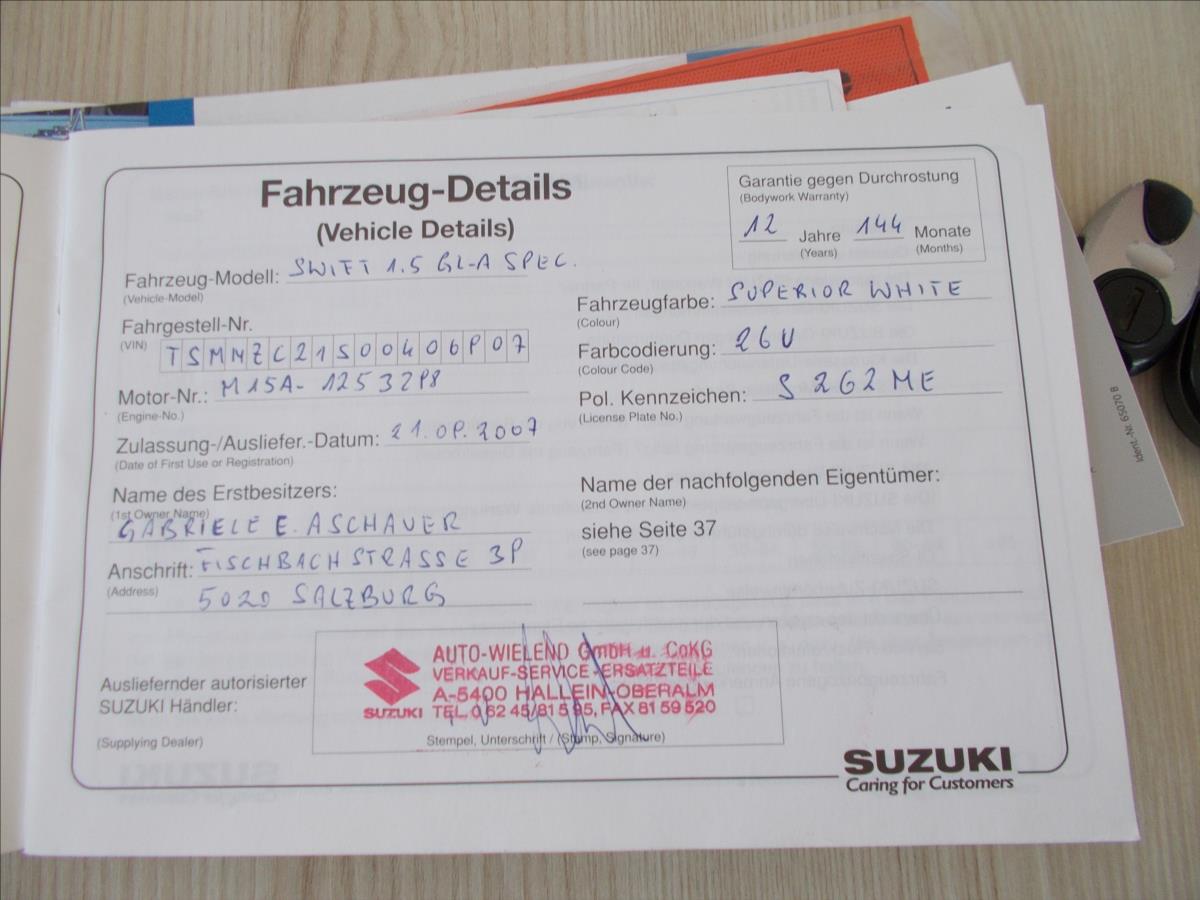 Fahrzeug-Details
(Vehicle Details)
Garantie gegen Durchrostung
(Bodywork Warranty)
12 Jahre 144 Monate
(Years) (Months)
Fahrzeug-Modell: SWIFT 1.5 GL-A SPEC.
(Vehicle-Model)
Fahrgestell-Nr.
(VIN) TSMMZC21S00406907
Motor-Nr.: M15A-1253298
(Engine-No.)
Zulassung-/Ausliefer.-Datum: 21.09.2007
(Date of First Use or Registration)
Name des Erstbesitzers:
(1st Owner Name)
GABRIELE E. ASCHAUER
Anschrift: FISCHBACHSTRASSE 39
(Address)
5020 SALZBURG
Fahrzeugfarbe: SUPERIOR WHITE
(Colour)
Farbcodierung: 26U
(Colour Code)
Pol. Kennzeichen: S 262 ME
(License Plate No.)
Name der nachfolgenden Eigentümer:
(2nd Owner Name)
siehe Seite 37
(see page 37)
Ausliefernder autorisierter
SUZUKI Händler:
(Supplying Dealer)
SUZUKI
AUTO-WIELEND GmbH u. CoKG
VERKAUF-SERVICE-ERSATZTEILE
A-5400 HALLEIN-OBERALM
TEL. 0 62 45/81 5 95, FAX 81 59 520
Stempel, Unterschrift / (Stamp, Signature)
SUZUKI
Caring for Customers
Ident.-Nr. 65070 B